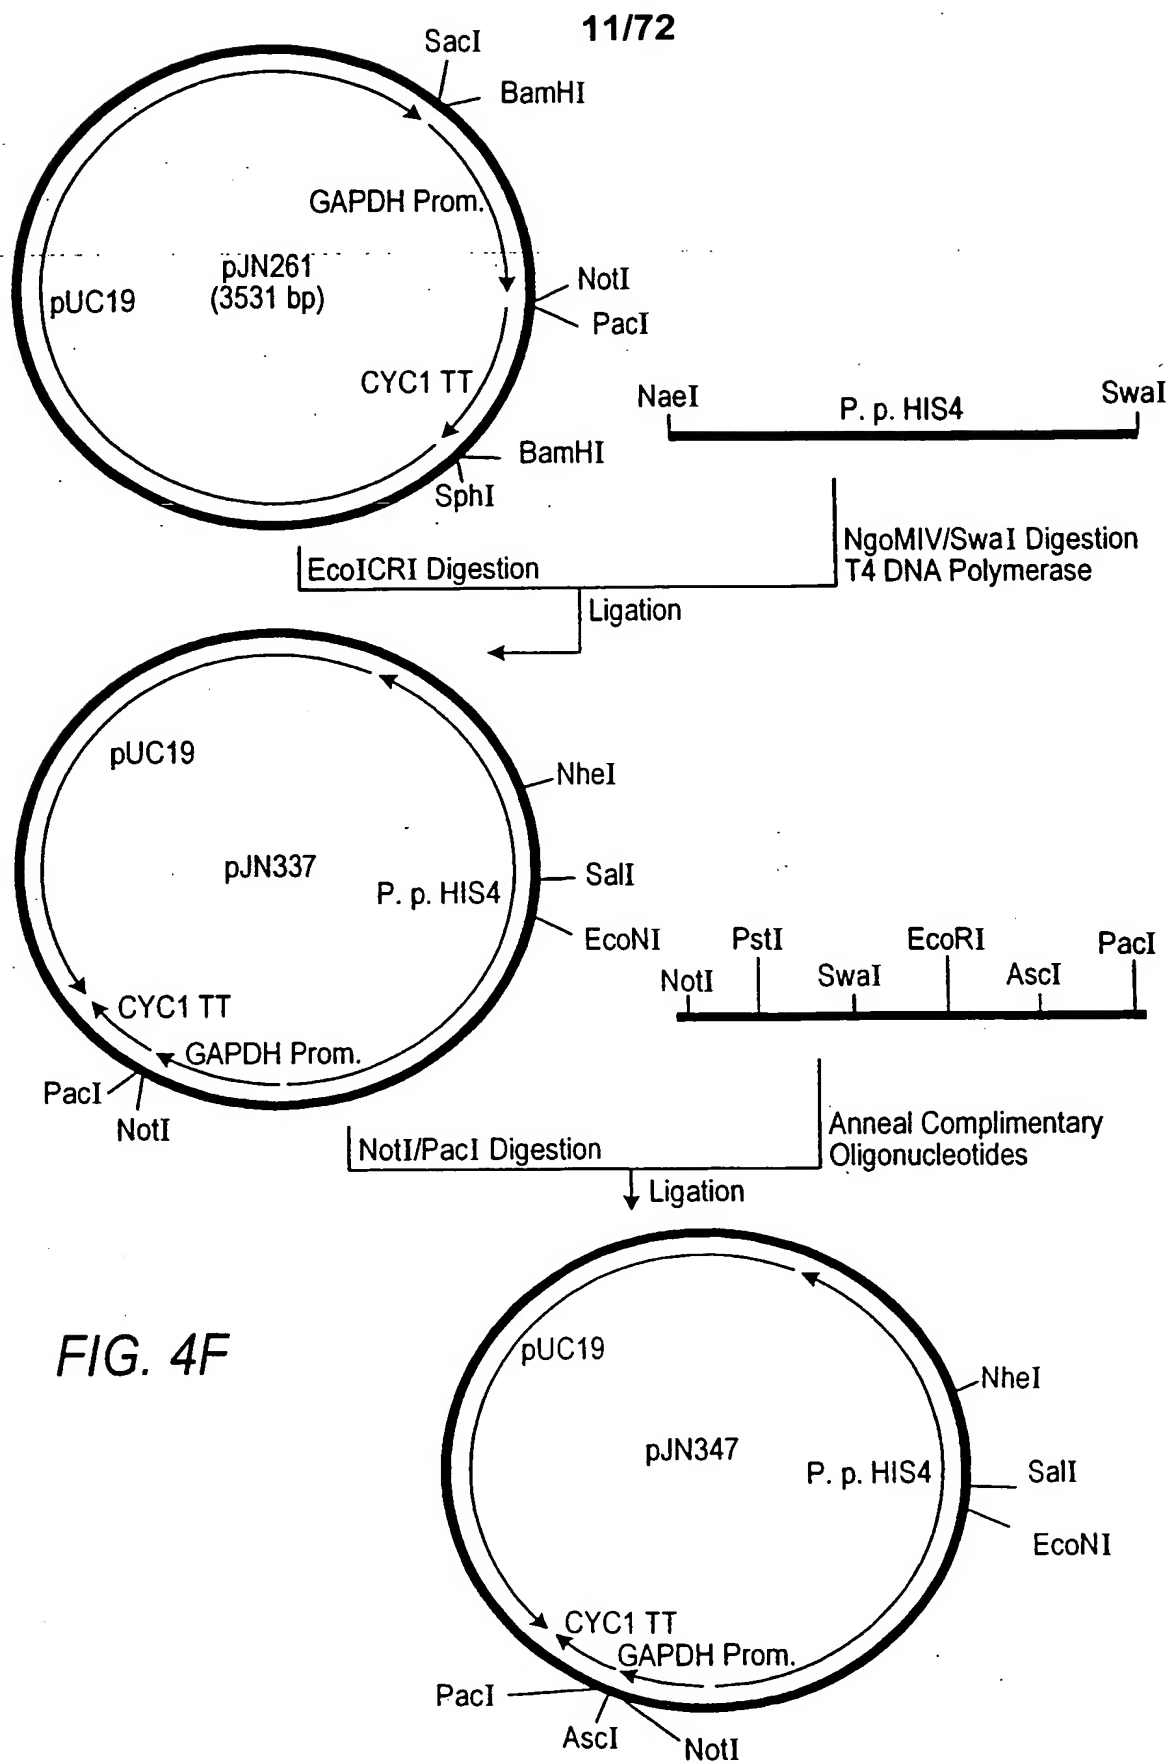 11/72
SacI
BamHI
GAPDH Prom.
pJN261
(3531 bp)
pUC19
NotI
PacI
CYC1 TT
BamHI
SphI
NaeI
P. p. HIS4
SwaI
EcoICRI Digestion
NgoMIV/SwaI Digestion
T4 DNA Polymerase
Ligation
pUC19
NheI
pJN337
P. p. HIS4
SalI
EcoNI
CYC1 TT
GAPDH Prom.
PacI
NotI
NotI
PstI
SwaI
EcoRI
AscI
PacI
NotI/PacI Digestion
Anneal Complimentary
Oligonucleotides
Ligation
FIG. 4F
pUC19
NheI
pJN347
P. p. HIS4
SalI
EcoNI
CYC1 TT
GAPDH Prom.
PacI
AscI
NotI